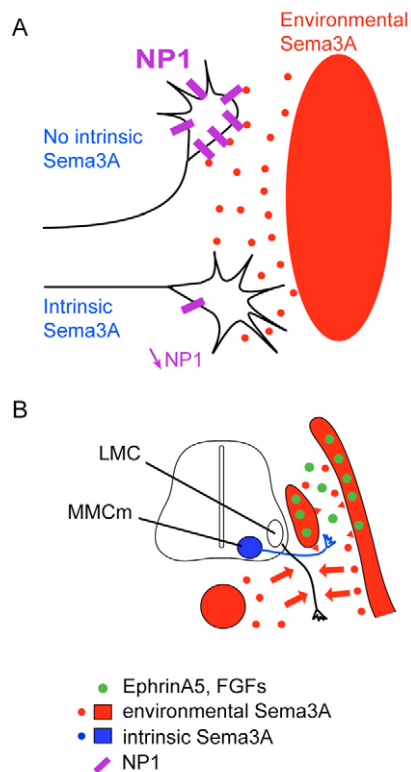 A
Environmental
Sema3A
NP1
No intrinsic
Sema3A
Intrinsic
Sema3A
↘NP1
B
LMC
MMCm
EphrinA5, FGFs
environmental Sema3A
intrinsic Sema3A
NP1